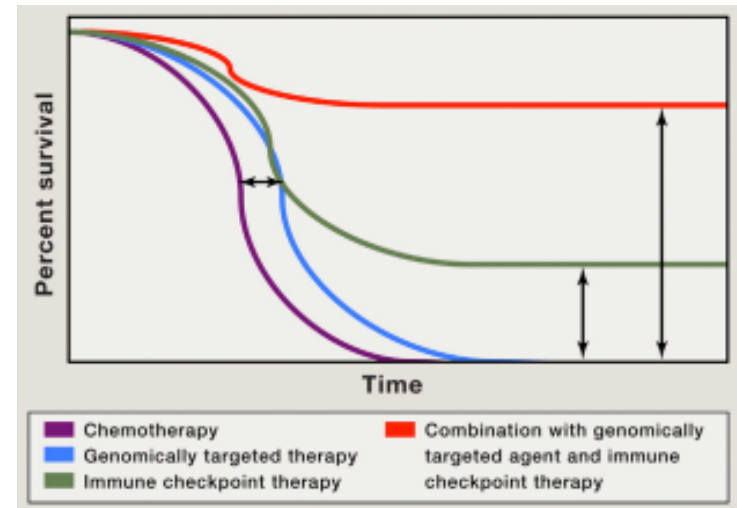 Percent survival
Time
Chemotherapy
Genomically targeted therapy
Immune checkpoint therapy
Combination with genomically
targeted agent and immune
checkpoint therapy